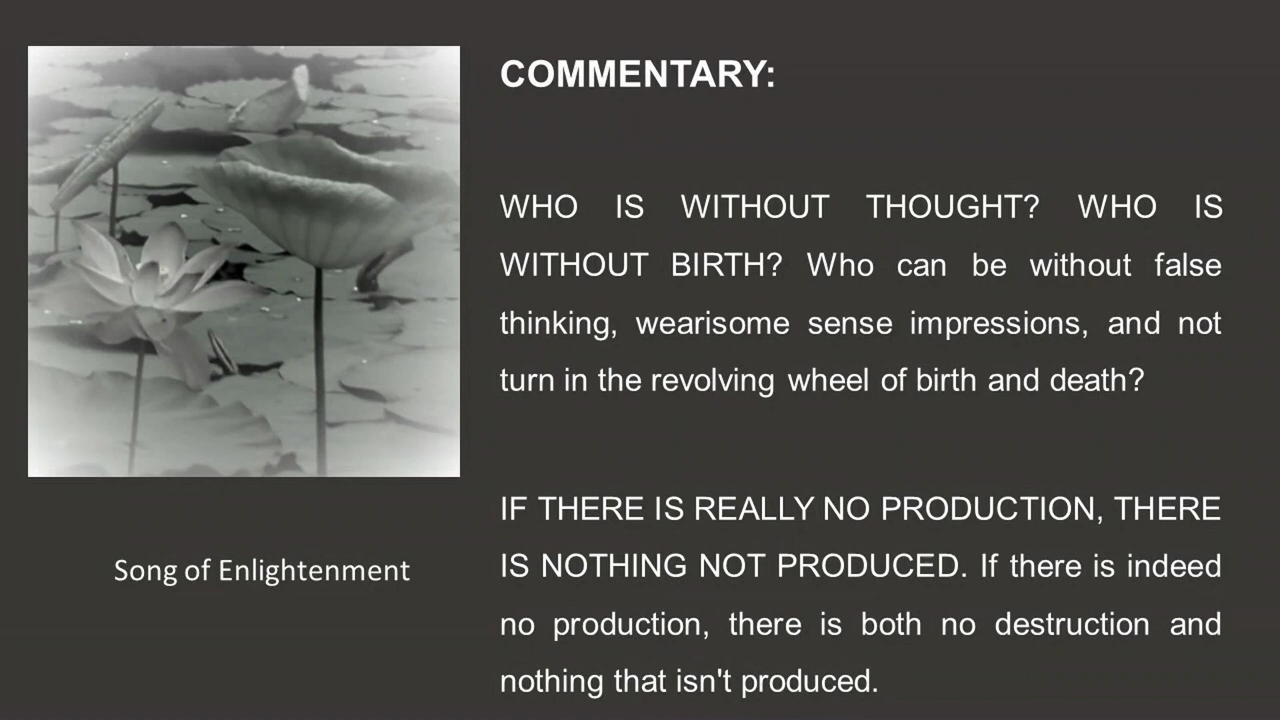 COMMENTARY:
WHO IS WITHOUT THOUGHT? WHO IS
WITHOUT BIRTH? Who can be without false
thinking, wearisome sense impressions, and not
turn in the revolving wheel of birth and death?
IF THERE IS REALLY NO PRODUCTION, THERE
IS NOTHING NOT PRODUCED. If there is indeed
no production, there is both no destruction and
nothing that isn't produced.
Song of Enlightenment